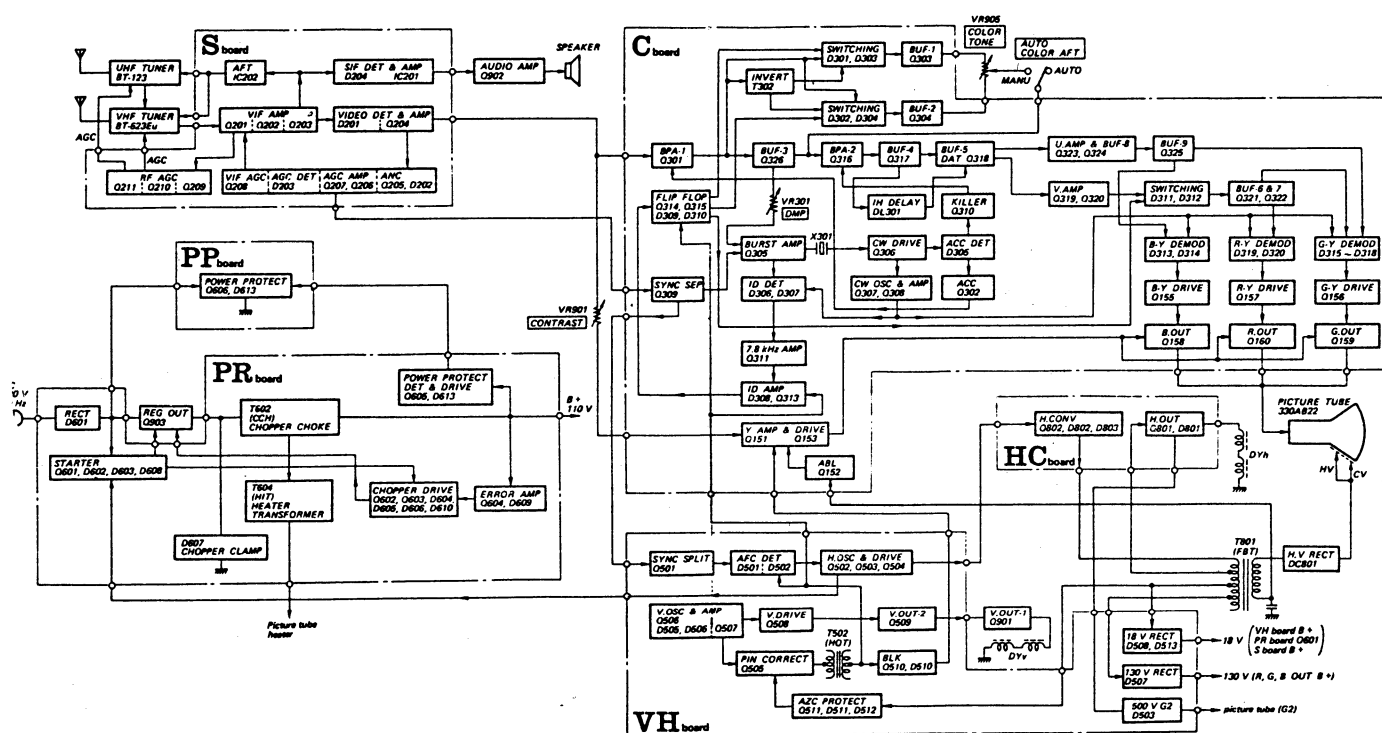 S board
UHF TUNER
BT-123
AFT
IC202
SIF DET & AMP
D204 IC201
AUDIO AMP
Q902
SPEAKER
VHF TUNER
BT-623Eu
VIF AMP
Q201 Q202 Q203
VIDEO DET & AMP
D201 Q204
AGC
AGC
RF AGC
Q211 Q210 Q209
VIF AGC
Q208
AGC DET
D203
AGC AMP
Q207, Q206
ANC
Q205, D202
C board
SWITCHING
D301, D303
BUF-1
Q303
VR905
COLOR
TONE
AUTO
COLOR AFT
MANU
AUTO
INVERT
T302
SWITCHING
D302, D304
BUF-2
Q304
BPA-1
Q301
BUF-3
Q326
BPA-2
Q316
BUF-4
Q317
BUF-5
DAT Q318
U.AMP & BUF-8
Q323, Q324
BUF-9
Q325
FLIP FLOP
Q314, Q315
D309, D310
VR301
DMP
IH DELAY
DL301
KILLER
Q310
V.AMP
Q319, Q320
SWITCHING
D311, D312
BUF-6 & 7
Q321, Q322
BURST AMP
Q305
X301
CW DRIVE
Q306
ACC DET
D305
B-Y DEMOD
D313, D314
R-Y DEMOD
D319, D320
G-Y DEMOD
D315 ~ D318
SYNC SEP
Q309
ID DET
D306, D307
CW OSC & AMP
Q307, Q308
ACC
Q302
B-Y DRIVE
Q155
R-Y DRIVE
Q157
G-Y DRIVE
Q156
VR901
CONTRAST
7.8 kHz AMP
Q311
B.OUT
Q158
R.OUT
Q160
G.OUT
Q159
ID AMP
D308, Q313
Y AMP & DRIVE
Q151 Q153
ABL
Q152
PP board
POWER PROTECT
Q606, D613
PR board
POWER PROTECT
DET & DRIVE
Q605, D613
0 V
Hz
RECT
D601
REG OUT
Q903
T602
(CCH)
CHOPPER CHOKE
B +
110 V
STARTER
Q601, D602, D603, D608
T604
(HIT)
HEATER
TRANSFORMER
CHOPPER DRIVE
Q602, Q603, D604
D605, D606, D610
ERROR AMP
Q604, D609
D607
CHOPPER CLAMP
Picture tube
heater
H.CONV
Q802, D802, D803
H.OUT
Q801, D801
HC board
DYh
PICTURE TUBE
330AB22
HV
CV
T801
(FBT)
H.V RECT
DC801
SYNC SPLIT
Q501
AFC DET
D501 D502
H.OSC & DRIVE
Q502, Q503, Q504
V.OSC & AMP
Q506
D505, D506 Q507
V.DRIVE
Q508
V.OUT-2
Q509
V.OUT-1
Q901
DYv
PIN CORRECT
Q505
T502
(HOT)
BLK
Q510, D510
AZC PROTECT
Q511, D511, D512
VH board
18 V RECT
D508, D513
18 V
VH board B +
PR board Q601
S board B +
130 V RECT
D507
130 V (R, G, B OUT B +)
500 V G2
D503
picture tube (G2)